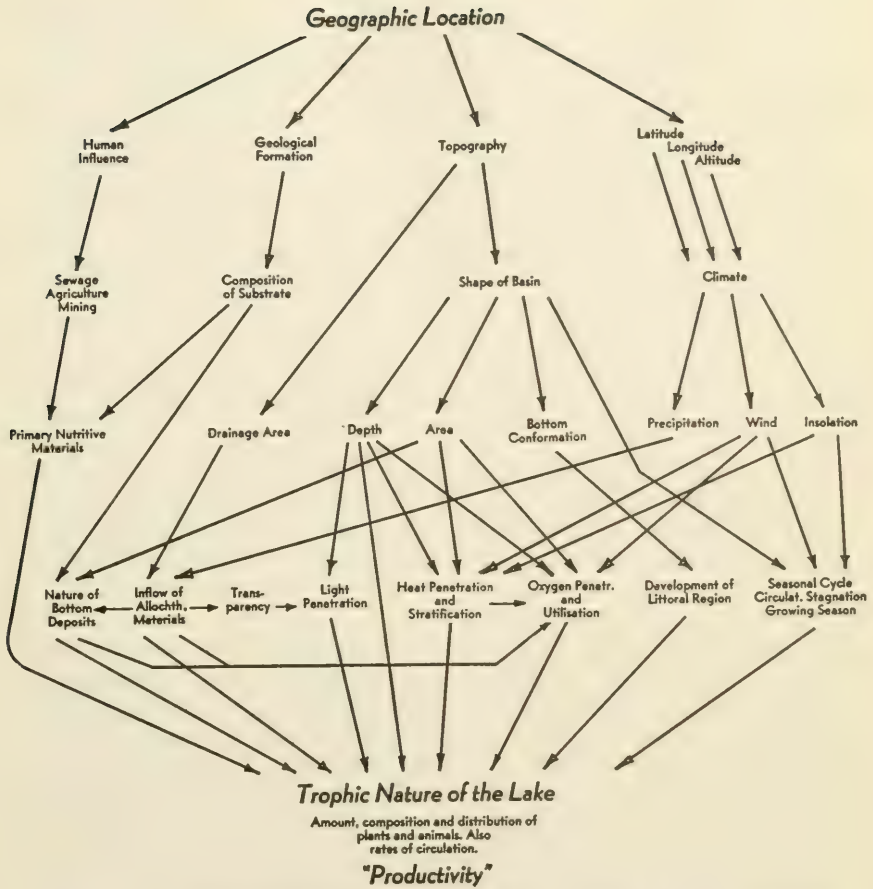 Geographic Location
Human
Influence
Geological
Formation
Topography
Latitude
Longitude
Altitude
Sewage
Agriculture
Mining
Composition
of Substrate
Shape of Basin
Climate
Primary Nutritive
Materials
Drainage Area
Depth
Area
Bottom
Conformation
Precipitation
Wind
Insolation
Nature of
Bottom
Deposits
Inflow of
Allochth.
Materials
Trans-
parency
Light
Penetration
Heat Penetration
and
Stratification
Oxygen Penetr.
and
Utilisation
Development of
Littoral Region
Seasonal Cycle
Circulat. Stagnation
Growing Season
Trophic Nature of the Lake
Amount, composition and distribution of
plants and animals. Also
rates of circulation.
"Productivity"